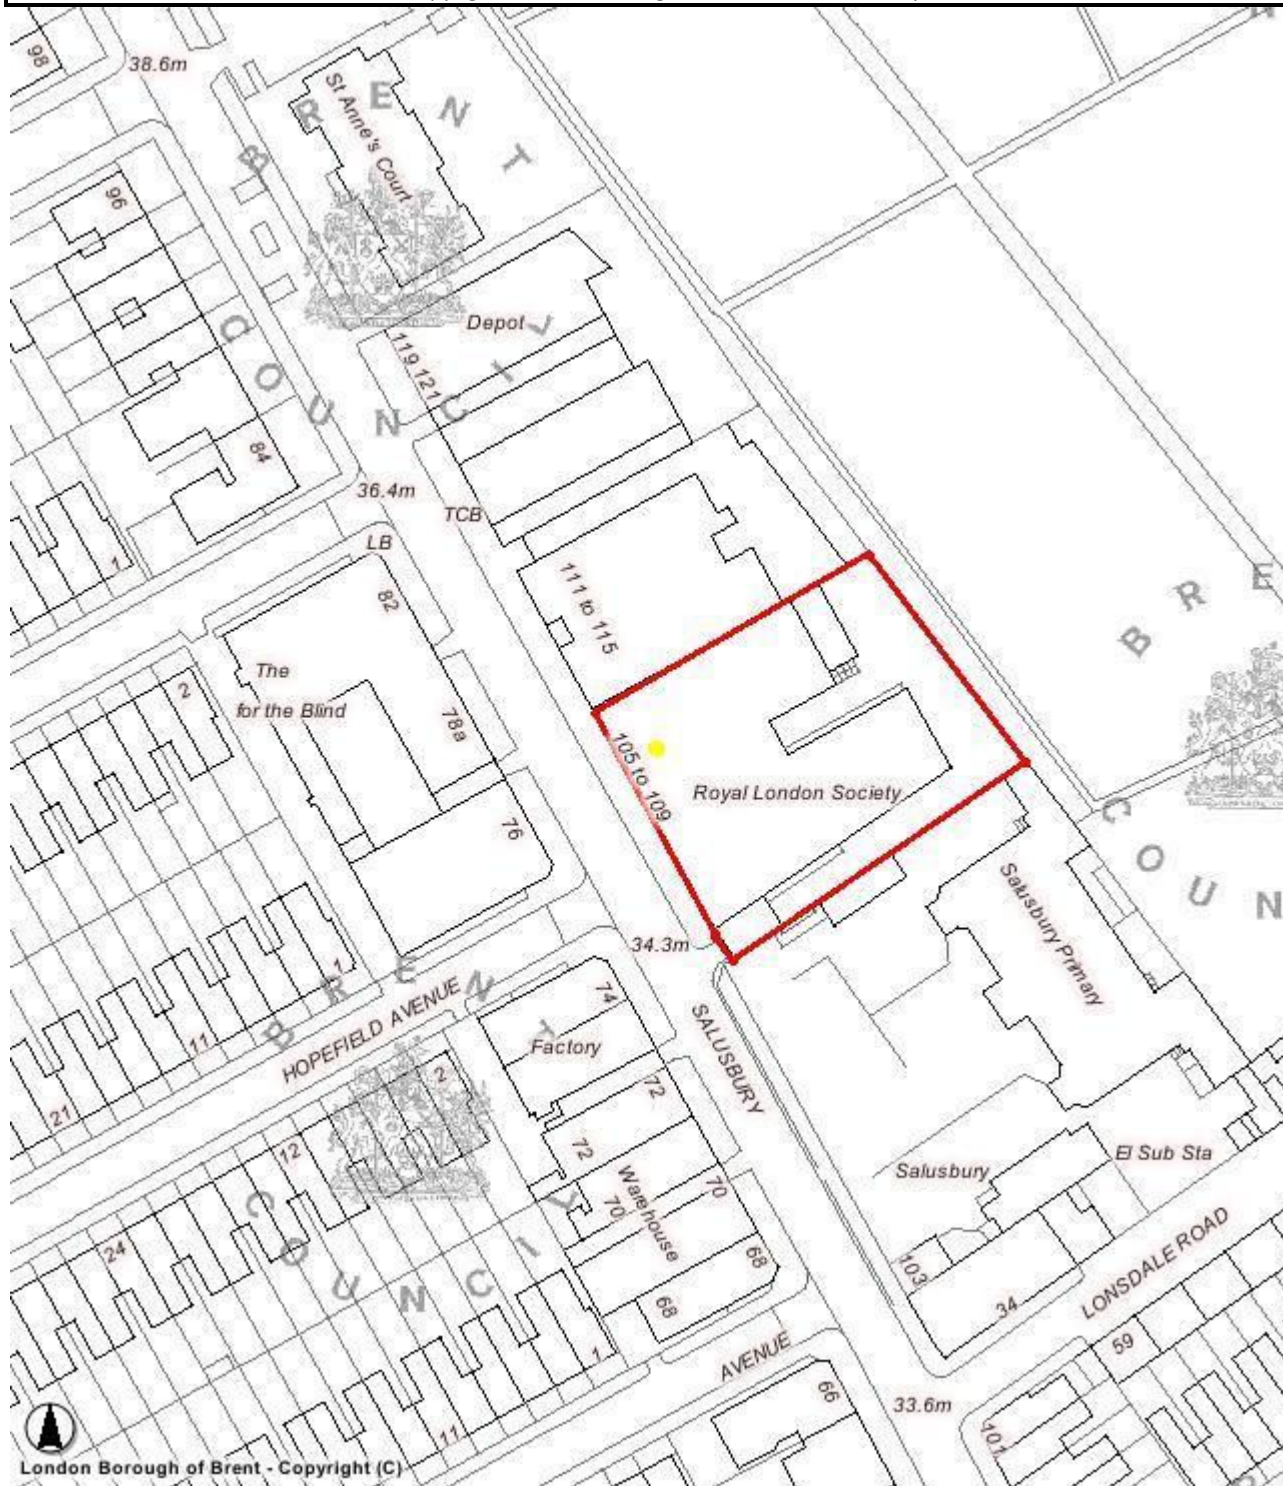 98
38.6m
St Anne's Court
BRENT
96
COUNCIL
Depot
119 121
84
36.4m
TCB
LB
1
82
111 to 115
BRE
The
for the Blind
2
78a
105 to 109
Royal London Society
76
COUN
Salusbury Primary
34.3m
1
11
21
HOPEFIELD AVENUE
BRENT
74
Factory
SALUSBURY
2
72
72
12
Warehouse
70
70
Salusbury
El Sub Sta
24
COUNCIL
68
68
103
34
LONSDALE ROAD
59
1
11
AVENUE
66
33.6m
101
London Borough of Brent - Copyright (C)